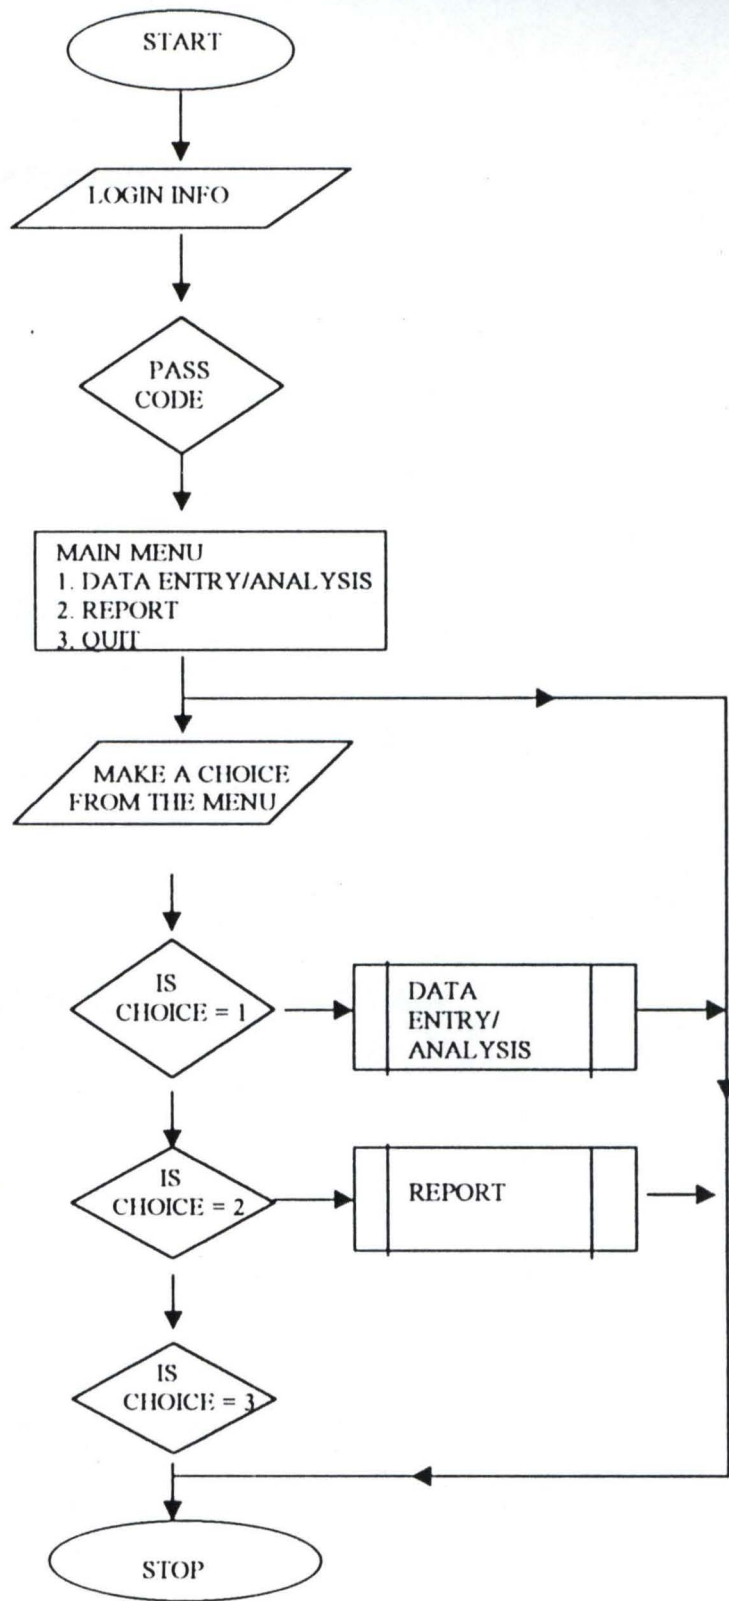 START
LOGIN INFO
PASS
CODE
MAIN MENU
1. DATA ENTRY/ANALYSIS
2. REPORT
3. QUIT
MAKE A CHOICE
FROM THE MENU
IS
CHOICE = 1
DATA
ENTRY/
ANALYSIS
IS
CHOICE = 2
REPORT
IS
CHOICE = 3
STOP